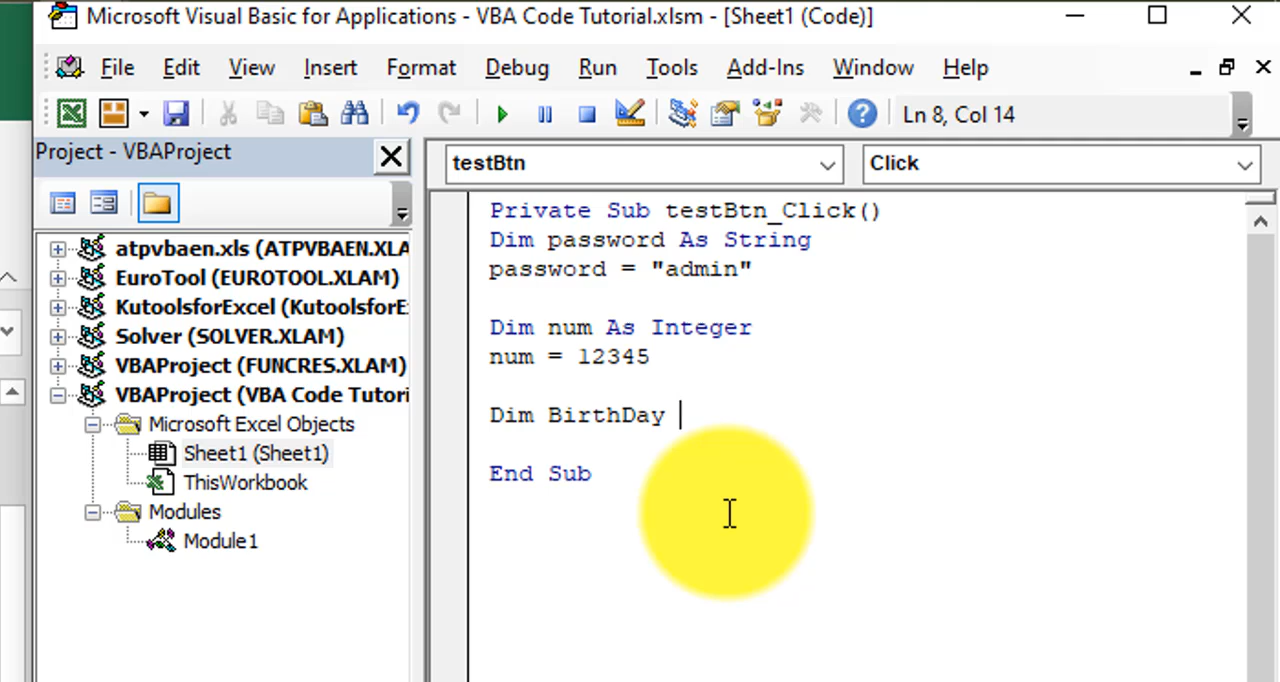 Microsoft Visual Basic for Applications - VBA Code Tutorial.xlsm - [Sheet1 (Code)]
File Edit View Insert Format Debug Run Tools Add-Ins Window Help
Ln 8, Col 14
Project - VBAProject
testBtn
Click
atpvbaen.xls (ATPVBAEN.XLA
EuroTool (EUROTOOL.XLAM)
KutoolsforExcel (KutoolsforE
Solver (SOLVER.XLAM)
VBAProject (FUNCRES.XLAM)
VBAProject (VBA Code Tutori
Microsoft Excel Objects
Sheet1 (Sheet1)
ThisWorkbook
Modules
Module1
Private Sub testBtn_Click()
Dim password As String
password = "admin"
Dim num As Integer
num = 12345
Dim BirthDay
End Sub